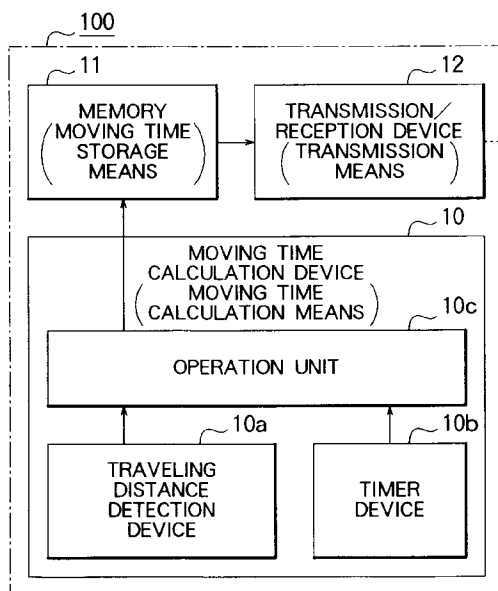 100
11
12
MEMORY
(MOVING TIME
STORAGE
MEANS)
TRANSMISSION/
RECEPTION DEVICE
(TRANSMISSION
MEANS)
10
MOVING TIME
CALCULATION DEVICE
(MOVING TIME
CALCULATION MEANS)
10c
OPERATION UNIT
10a
10b
TRAVELING
DISTANCE
DETECTION
DEVICE
TIMER
DEVICE